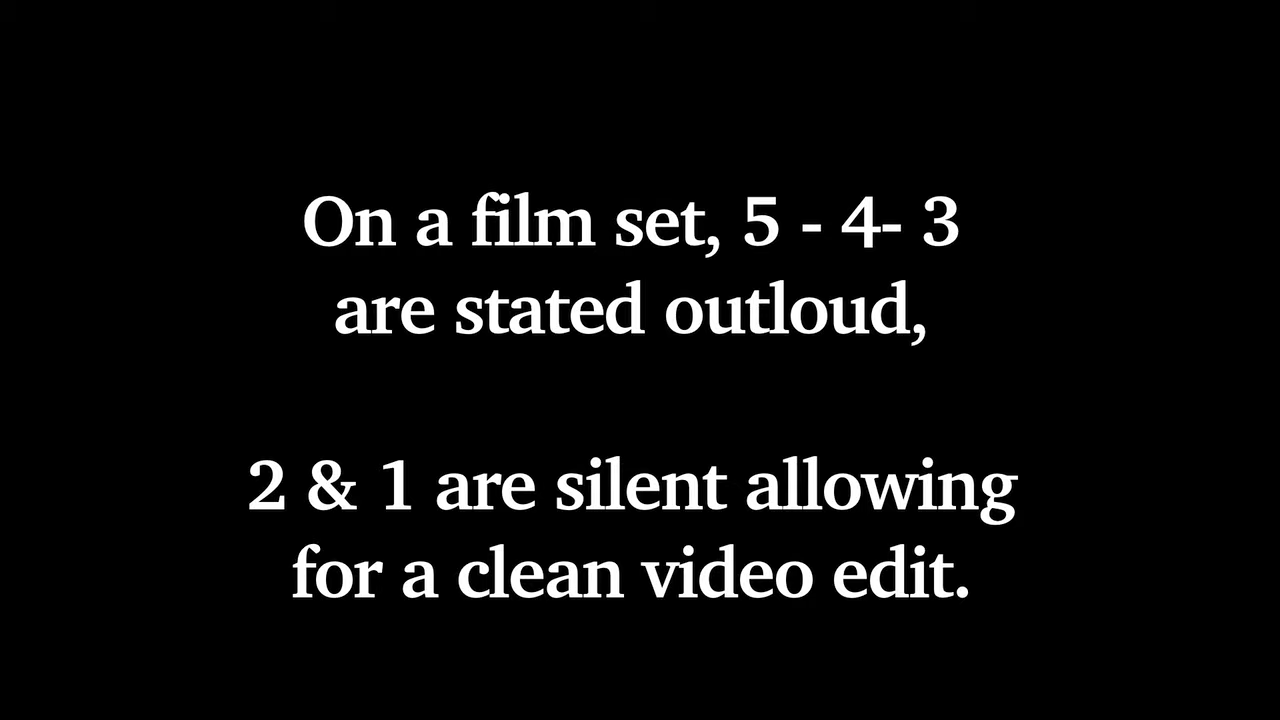 On a film set, 5 - 4- 3
are stated outloud,
2 & 1 are silent allowing
for a clean video edit.